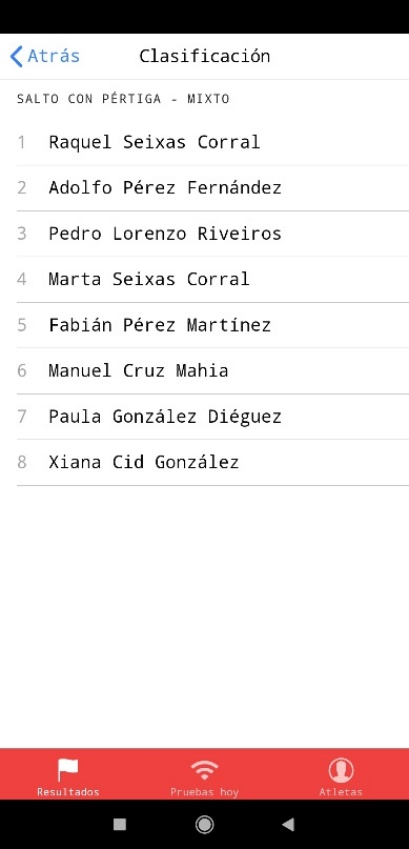 Atrás Clasificación
SALTO CON PÉRTIGA - MIXTO
1 Raquel Seixas Corral
2 Adolfo Pérez Fernández
3 Pedro Lorenzo Riveiros
4 Marta Seixas Corral
5 Fabián Pérez Martínez
6 Manuel Cruz Mahia
7 Paula González Diéguez
8 Xiana Cid González
Resultados Pruebas hoy Atletas